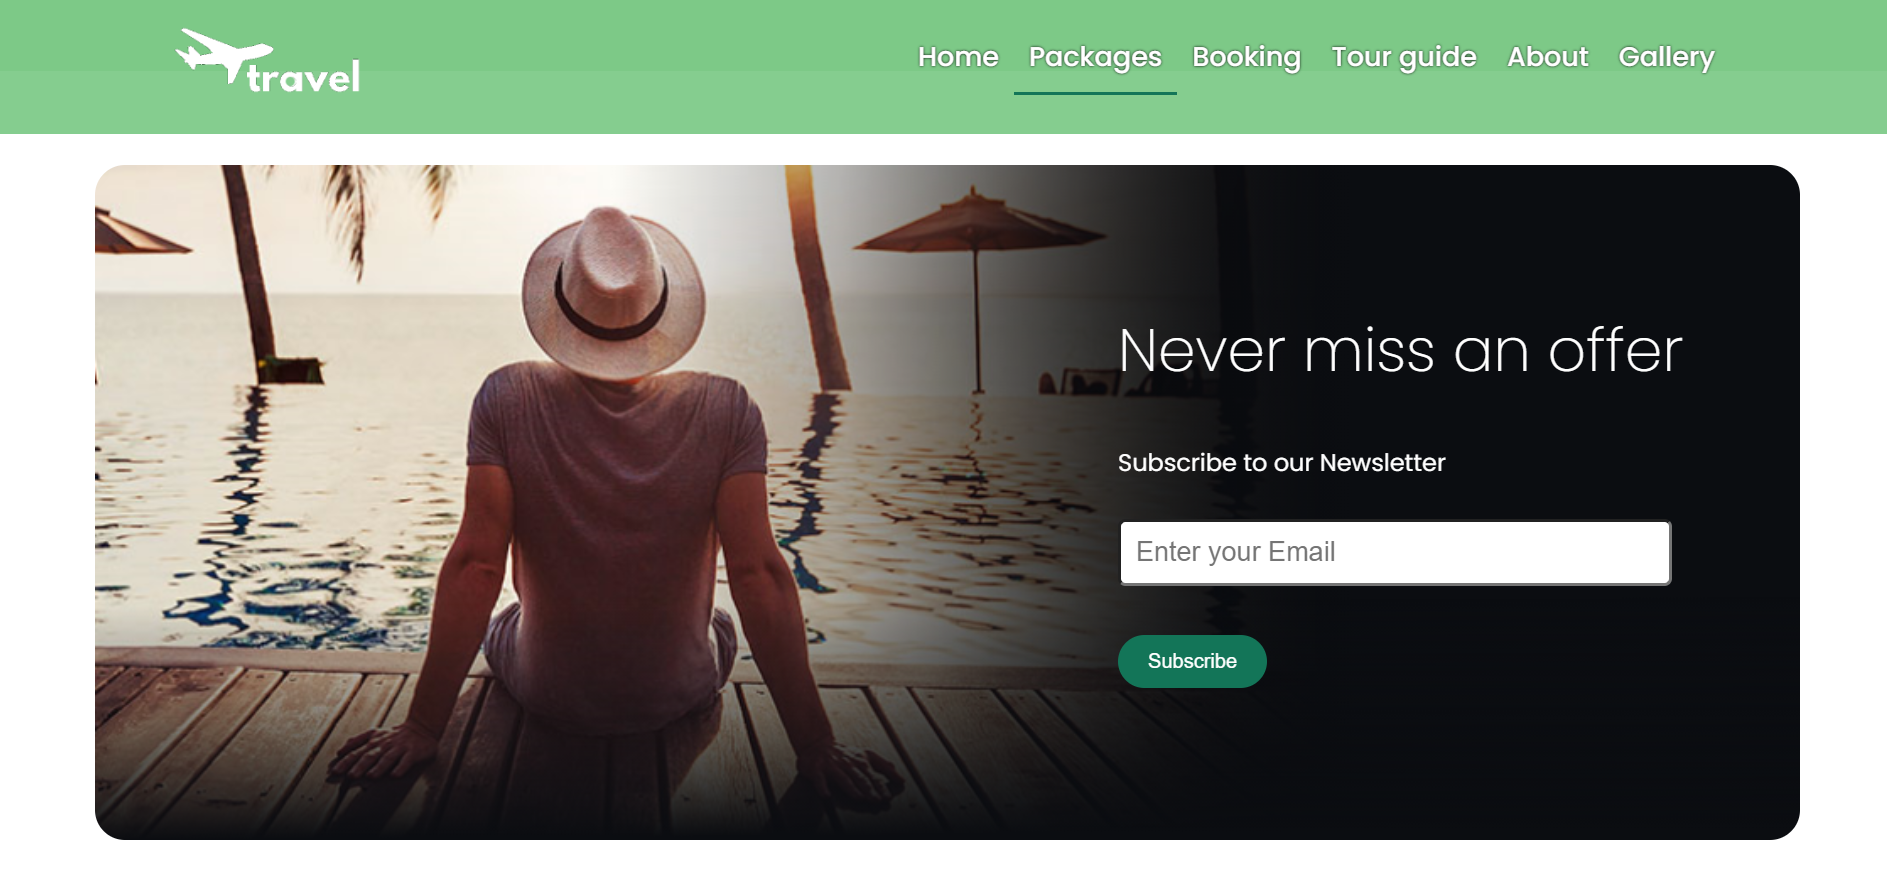 travel
Home Packages Booking Tour guide About Gallery
Never miss an offer
Subscribe to our Newsletter
Enter your Email
Subscribe